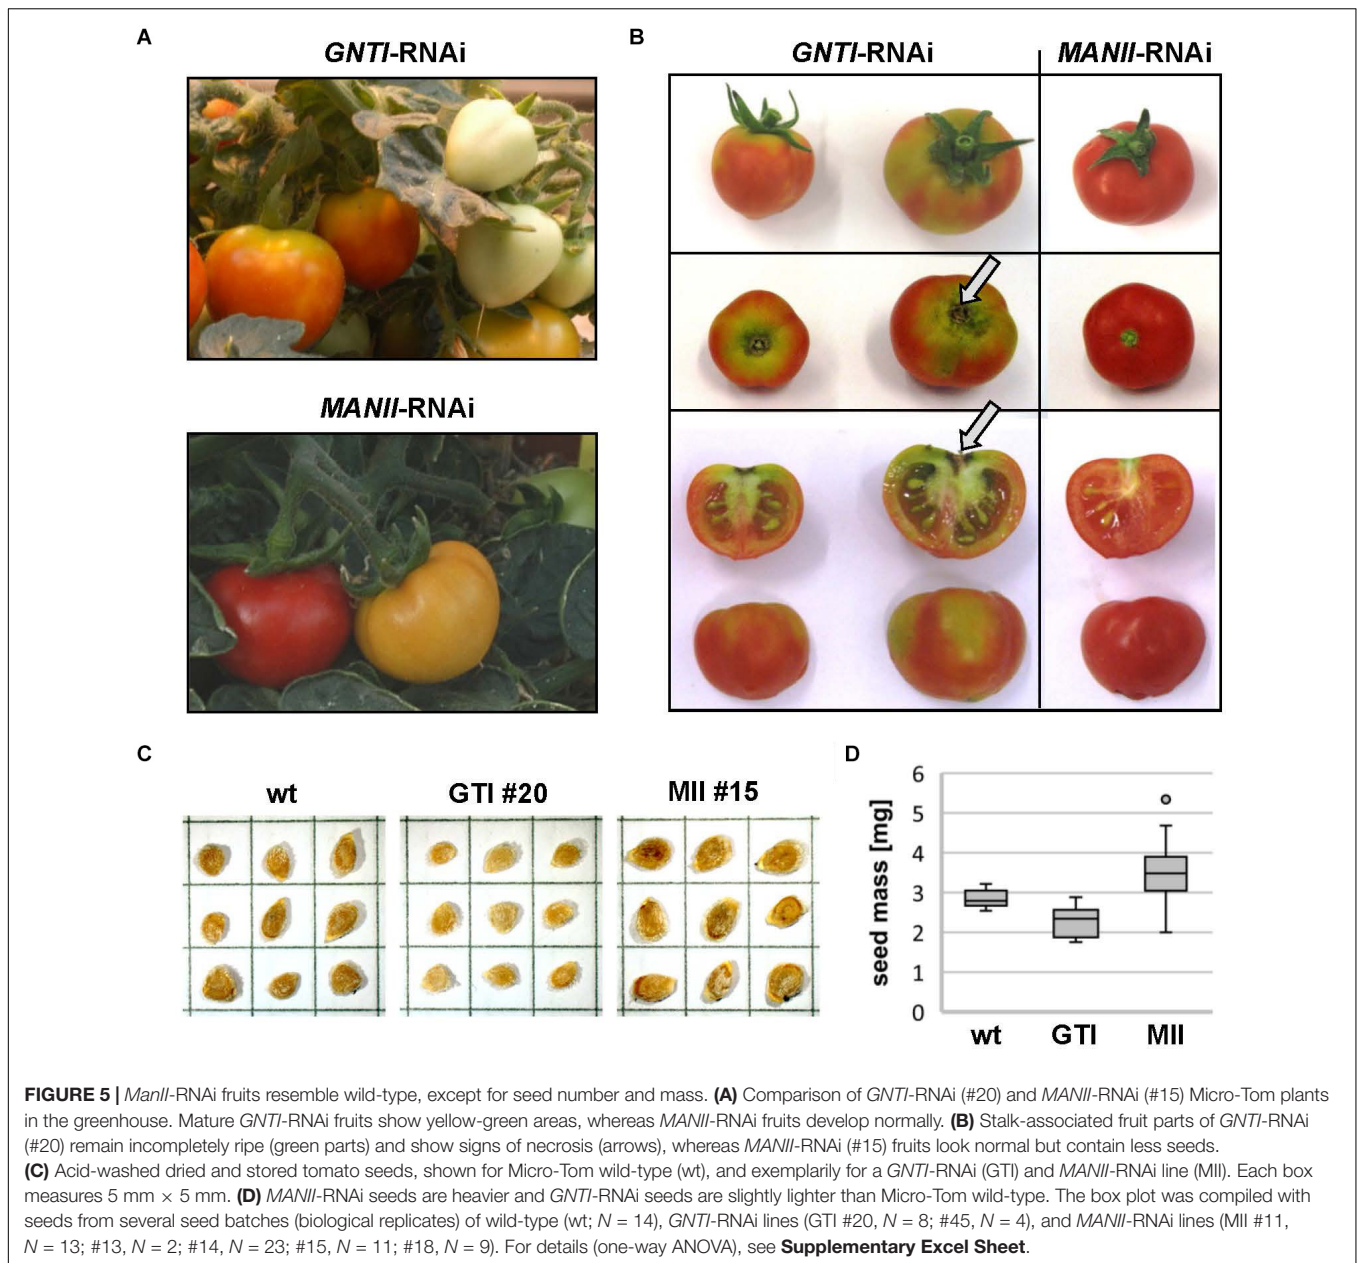 A
GNTI-RNAi
MANII-RNAi
B
GNTI-RNAi
MANII-RNAi
C
wt
GTI #20
MII #15
D
seed mass [mg]
6
5
4
3
2
1
0
wt
GTI
MII
FIGURE 5 | ManII-RNAi fruits resemble wild-type, except for seed number and mass. (A) Comparison of GNTI-RNAi (#20) and MANII-RNAi (#15) Micro-Tom plants
in the greenhouse. Mature GNTI-RNAi fruits show yellow-green areas, whereas MANII-RNAi fruits develop normally. (B) Stalk-associated fruit parts of GNTI-RNAi
(#20) remain incompletely ripe (green parts) and show signs of necrosis (arrows), whereas MANII-RNAi (#15) fruits look normal but contain less seeds.
(C) Acid-washed dried and stored tomato seeds, shown for Micro-Tom wild-type (wt), and exemplarily for a GNTI-RNAi (GTI) and MANII-RNAi line (MII). Each box
measures 5 mm × 5 mm. (D) MANII-RNAi seeds are heavier and GNTI-RNAi seeds are slightly lighter than Micro-Tom wild-type. The box plot was compiled with
seeds from several seed batches (biological replicates) of wild-type (wt; N = 14), GNTI-RNAi lines (GTI #20, N = 8; #45, N = 4), and MANII-RNAi lines (MII #11,
N = 13; #13, N = 2; #14, N = 23; #15, N = 11; #18, N = 9). For details (one-way ANOVA), see Supplementary Excel Sheet.